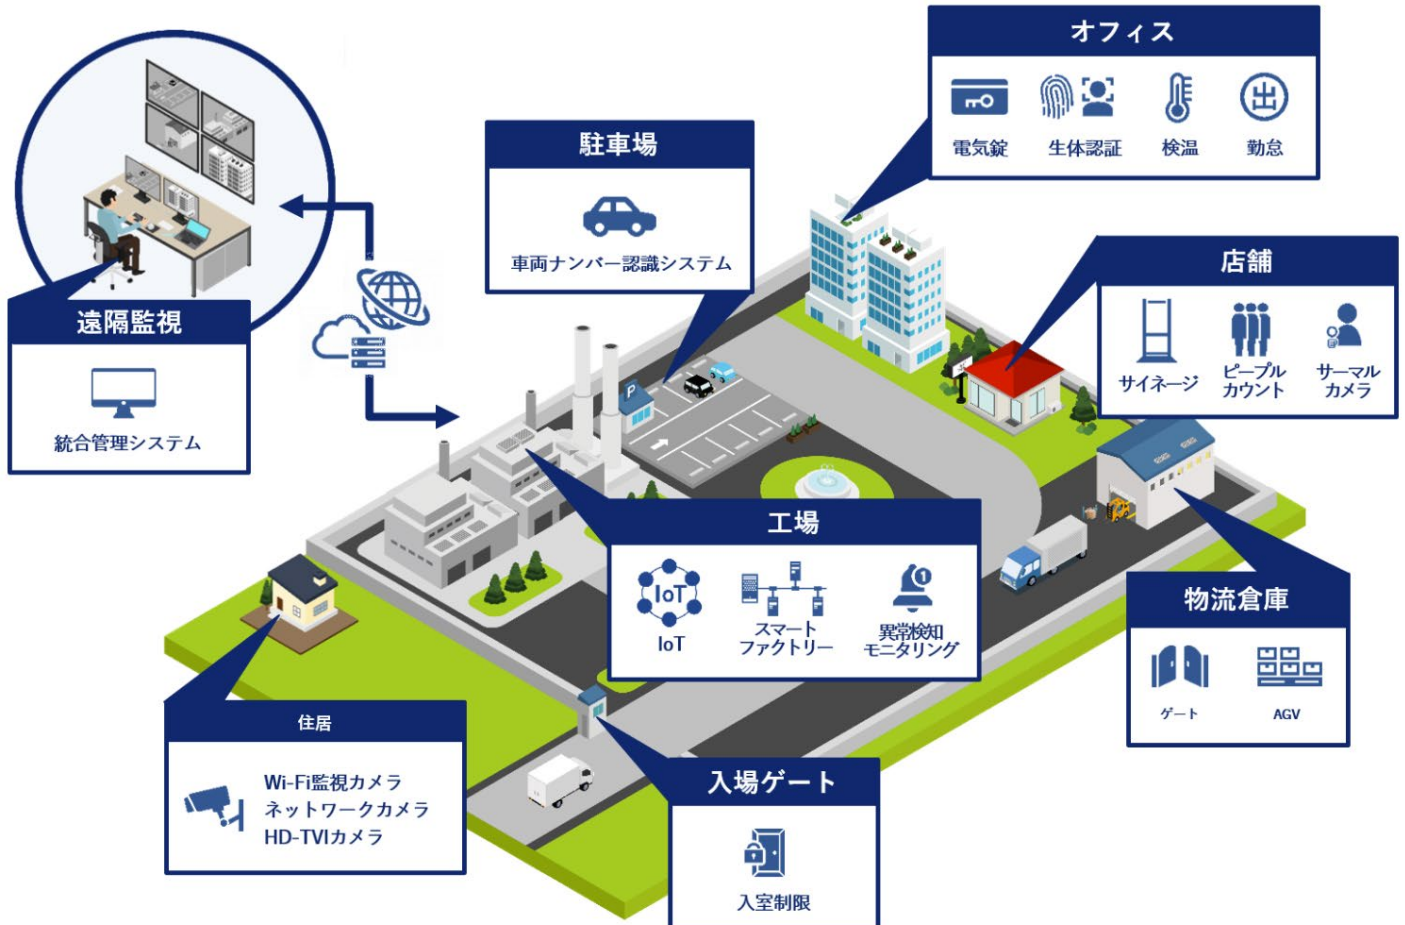 オフィス
電気錠
生体認証
検温
出
勤怠
駐車場
車両ナンバー認識システム
店舗
サイネージ
ピープル
カウント
サーマル
カメラ
遠隔監視
統合管理システム
P
工場
IoT
IoT
スマート
ファクトリー
1
異常検知
モニタリング
物流倉庫
ゲート
AGV
住居
Wi-Fi監視カメラ
ネットワークカメラ
HD-TVIカメラ
入場ゲート
入室制限